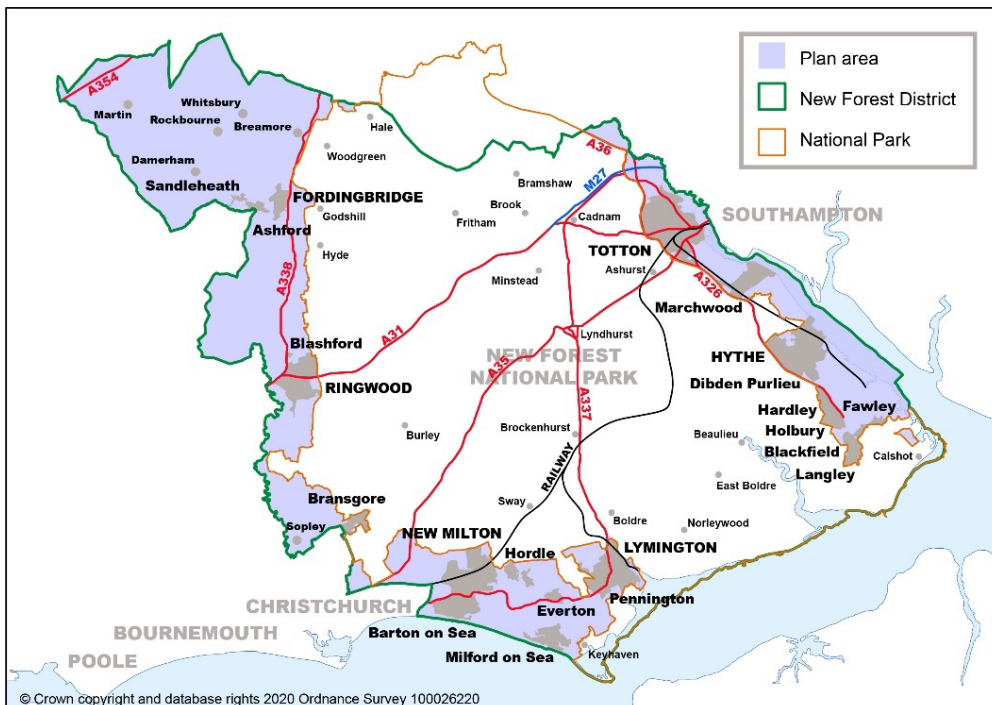 Plan area
New Forest District
National Park
A354
Martin
Whitsbury
Rockbourne
Breamore
Hale
Woodgreen
Damerham
Sandleheath
FORDINGBRIDGE
Ashford
Godshill
Hyde
A338
A36
M27
Bramshaw
Brook
Fritham
Cadnam
SOUTHAMPTON
TOTTON
Minstead
Ashurst
A326
Marchwood
A31
Lyndhurst
NEW FOREST
NATIONAL PARK
A35
A337
Blashford
RINGWOOD
HYTHE
Dibden Purlieu
Hardley
Fawley
Holbury
Blackfield
Langley
Calshot
Burley
Brockenhurst
Beaulieu
East Boldre
RAILWAY
Bransgore
Sopley
Sway
Boldre
Norleywood
NEW MILTON
Hordle
LYMINGTON
Pennington
Everton
CHRISTCHURCH
Barton on Sea
Milford on Sea
Keyhaven
BOURNEMOUTH
POOLE
© Crown copyright and database rights 2020 Ordnance Survey 100026220